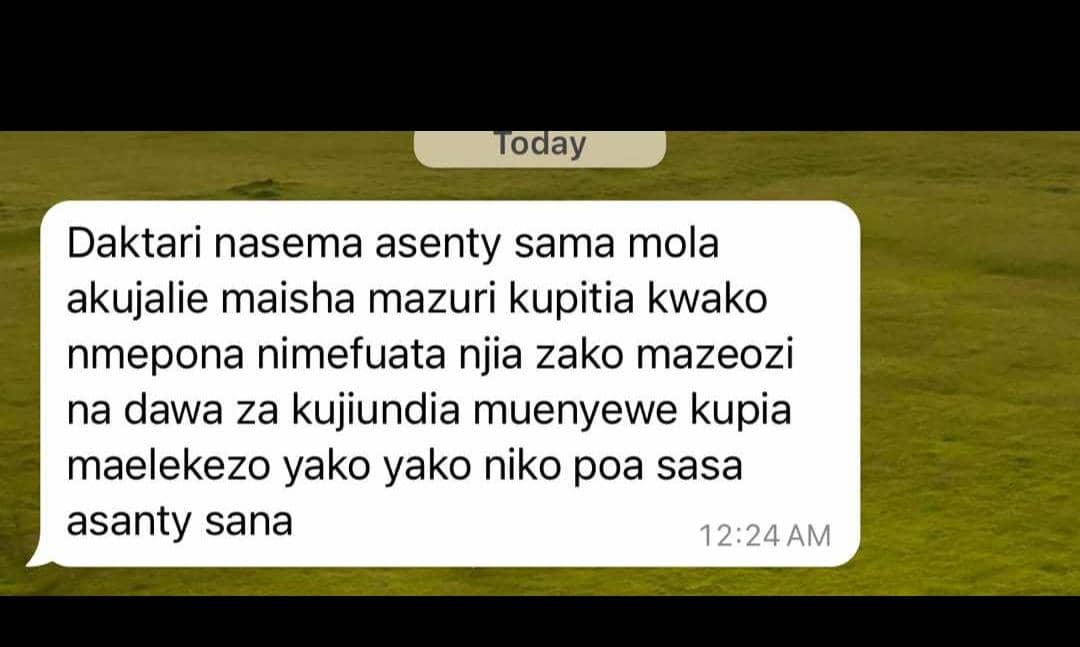 Today
Daktari nasema asenty sama mola
akujalie maisha mazuri kupitia kwako
nmepona nimefuata njia zako mazeozi
na dawa za kujiundia muenyewe kupia
maelekezo yako yako niko poa sasa
asanty sana
12:24 AM